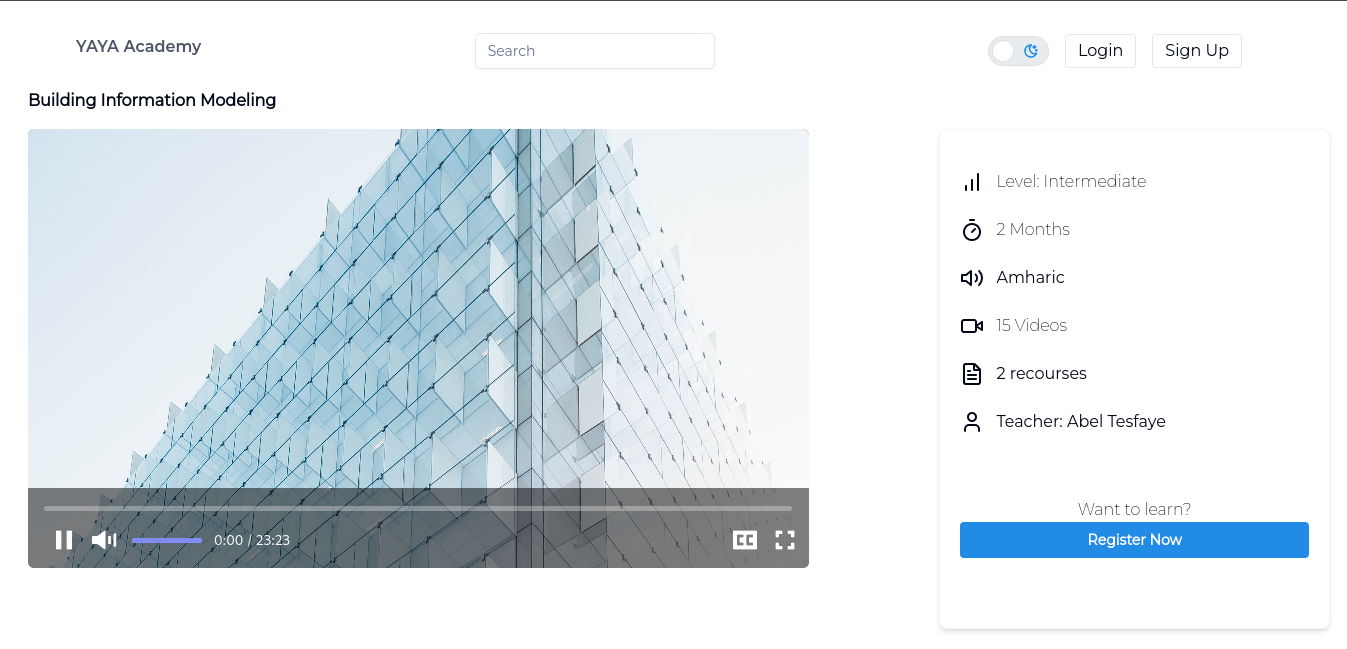 YAYA Academy
Search
Login
Sign Up
Building Information Modeling
Level: Intermediate
2 Months
Amharic
15 Videos
2 recourses
Teacher: Abel Tesfaye
Want to learn?
Register Now
0:00 / 23:23
CC